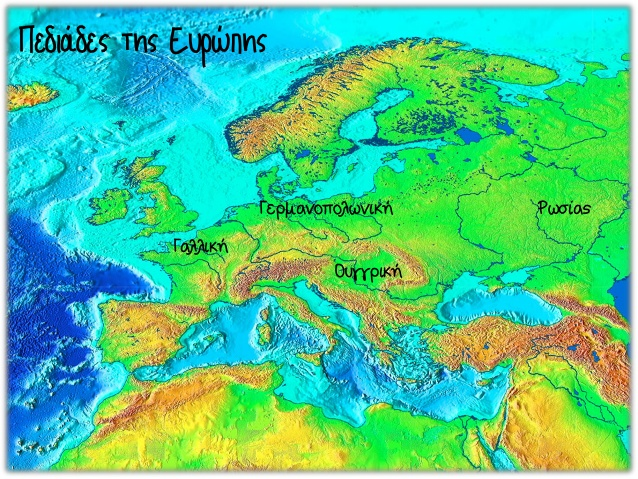 Πεδιάδες της Ευρώπης
Γερμανοπολωνική
Ρωσίας
Γαλλική
Ουγγρική